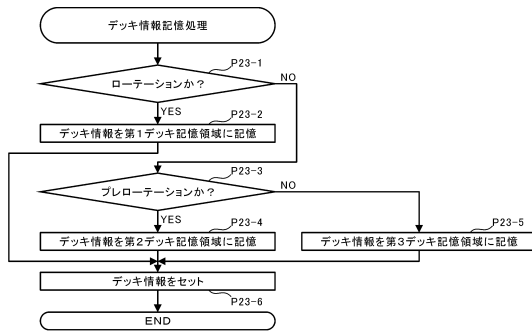 デッキ情報記憶処理
P23-1
ローテーションか？
NO
YES
P23-2
デッキ情報を第1デッキ記憶領域に記憶
P23-3
プレローテーションか？
NO
YES
P23-4
P23-5
デッキ情報を第2デッキ記憶領域に記憶
デッキ情報を第3デッキ記憶領域に記憶
デッキ情報をセット
P23-6
END